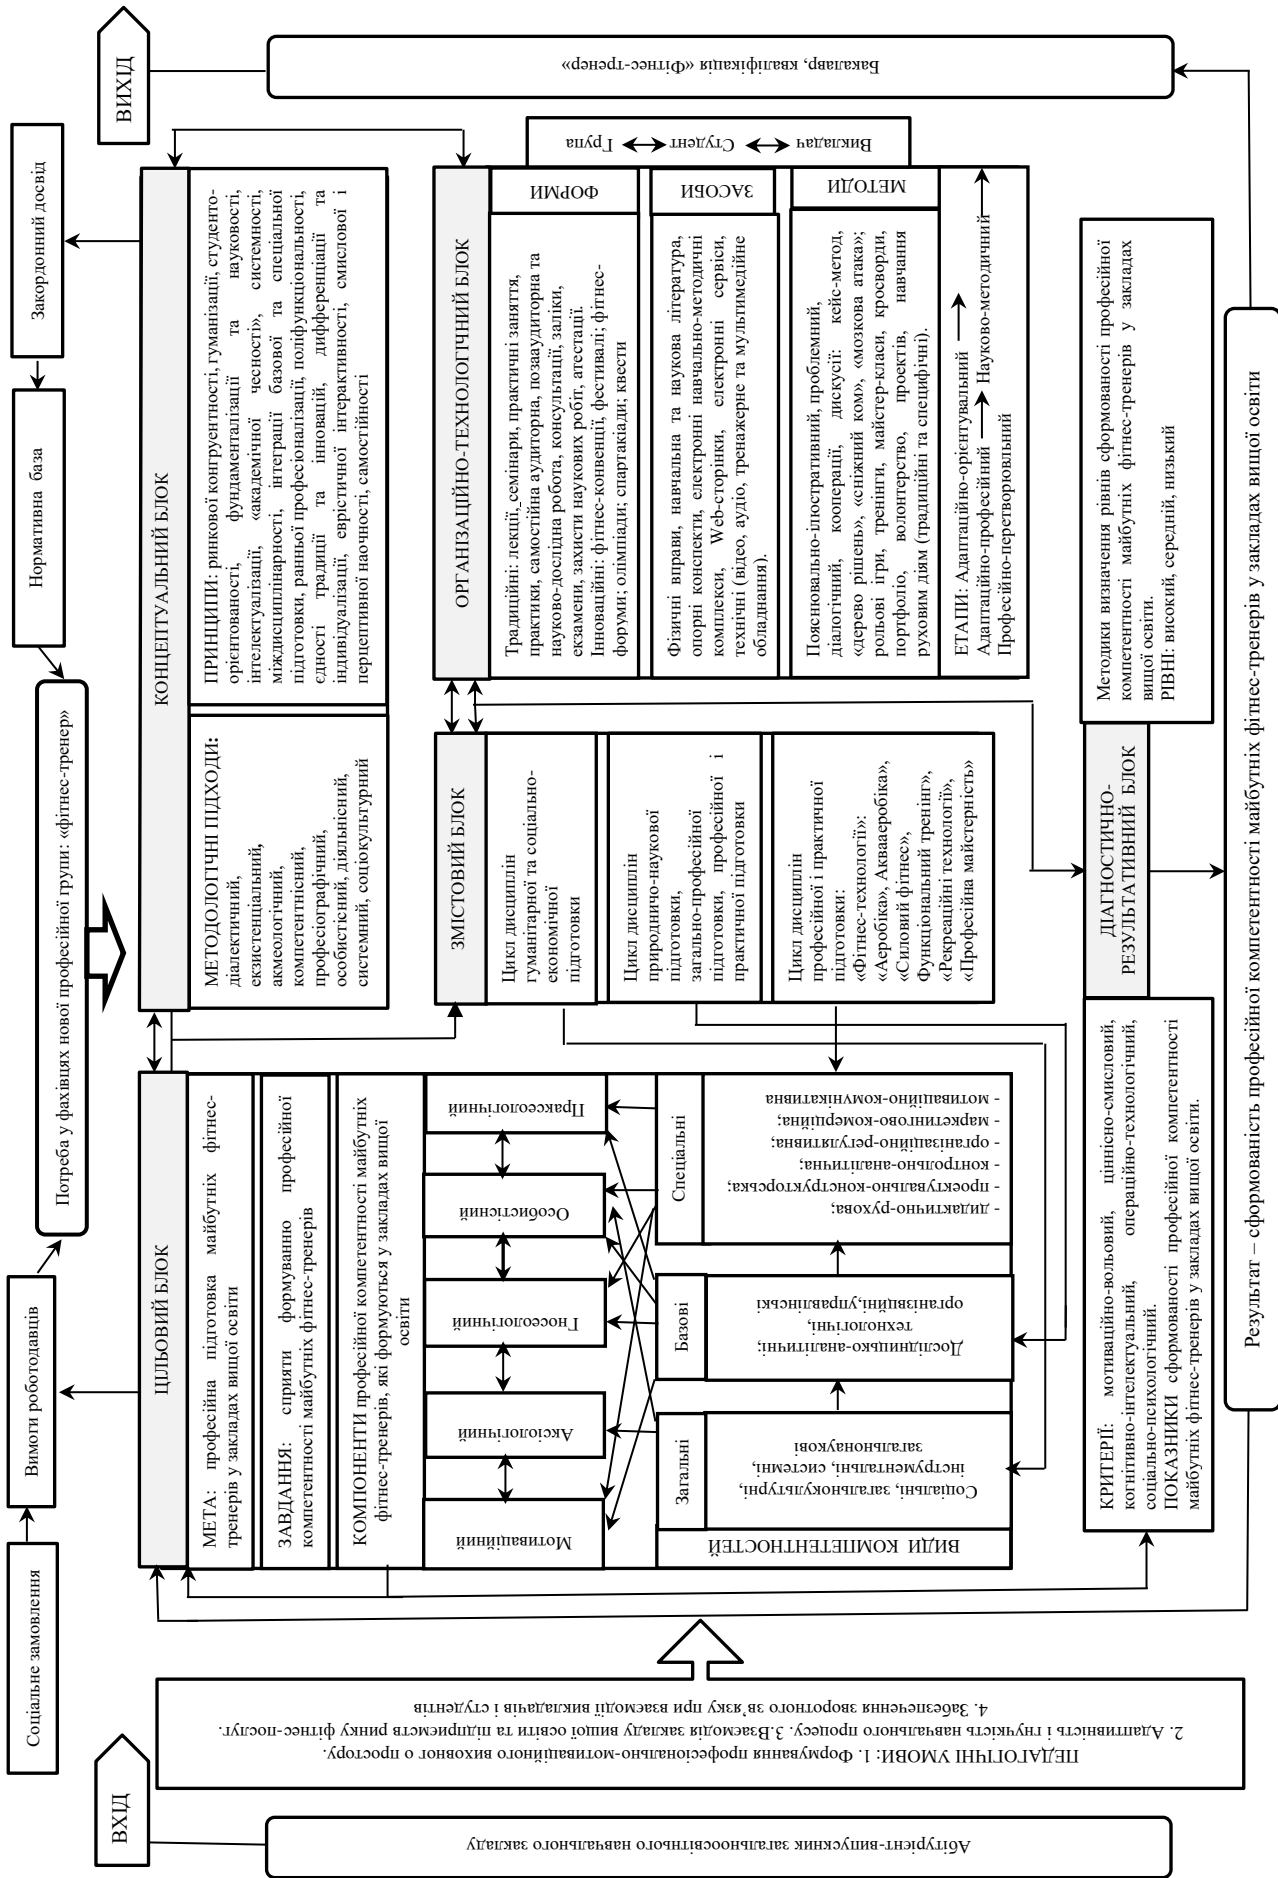 Соціальне замовлення
Вимоги роботодавців
Потреба у фахівцях нової професійної групи: «фітнес-тренер»
Нормативна база
Закордонний досвід
ВХІД
Абітурієнт-випускник загальноосвітнього навчального закладу
ПЕДАГОГІЧНІ УМОВИ: 1. Формування професіонально-мотиваційного виховног о простору.
2. Адаптивність і гнучкість навчального процесу. 3.Взаємодія закладу вищої освіти та підприємств ринку фітнес-послуг.
4. Забезпечення зворотного зв’язку при взаємодії викладачів і студентів
ЦІЛЬОВИЙ БЛОК
МЕТА: професійна підготовка майбутніх фітнес-
тренерів у закладах вищої освіти
ЗАВДАННЯ: сприяти формуванню професійної
компетентності майбутніх фітнес-тренерів
КОМПОНЕНТИ професійної компетентності майбутніх
фітнес-тренерів, які формуються у закладах вищої
освіти
Мотиваційний
Аксіологічний
Гносеологічний
Особистісний
Праксеологічний
ВИДИ КОМПЕТЕНТНОСТЕЙ
Загальні
Соціальні, загальнокультурні,
інструментальні, системні,
загальнонаукові
Базові
Дослідницько-аналітичні;
технологічні,
організаційні,управлінські
Спеціальні
- дидактично-рухова;
- проектувально-конструкторська;
- контрольно-аналітична;
- організаційно-регулятивна;
- маркетингово-комерційна;
- мотиваційно-комунікативна
КОНЦЕПТУАЛЬНИЙ БЛОК
МЕТОДОЛОГІЧНІ ПІДХОДИ:
діалектичний,
екзистенціальний,
акмеологічний,
компетентнісний,
професіографічний,
особистісний, діяльнісний,
системний, соціокультурний
ПРИНЦИПИ: ринкової конгруентності, гуманізації, студенто-
орієнтованості, фундаменталізації та науковості,
інтелектуалізації, «академічної чесності», системності,
міждисциплінарності, інтеграції базової та спеціальної
підготовки, ранньої професіоналізації, поліфункціональності,
єдності традиції та інновацій, дифференціації та
індивідуалізації, еврістичної інтерактивності, смислової і
перцептивної наочності, самостійності
ЗМІСТОВИЙ БЛОК
Цикл дисциплін
гуманітарної та соціально-
економічної
підготовки
Цикл дисциплін
природничо-наукової
підготовки,
загально-професійної
підготовки, професійної і
практичної підготовки
Цикл дисциплін
професійної і практичної
підготовки:
«Фітнес-технології»:
«Аеробіка», Аквааеробіка»,
«Силовий фітнес»,
Функціональний тренінг»,
«Рекреаційні технології»,
«Професійна майстерність»
ОРГАНІЗАЦІЙНО-ТЕХНОЛОГІЧНИЙ БЛОК
Традиційні: лекції, семінари, практичні заняття,
практики, самостійна аудиторна, позааудиторна та
науково-дослідна робота, консультації, заліки,
екзамени, захисти наукових робіт, атестації.
Інноваційні: фітнес-конвенції, фестивалі; фітнес-
форуми; олімпіади; спартакіади; квести
ФОРМИ
Фізичні вправи, навчальна та наукова література,
опорні конспекти, електронні навчально-методичні
комплекси, Web-сторінки, електронні сервіси,
технічні (відео, аудіо, тренажерне та мультимедійне
обладнання).
ЗАСОБИ
Пояснювально-ілюстративний, проблемний,
діалогічний, кооперації, дискусії: кейс-метод,
«дерево рішень», «сніжний ком», «мозкова атака»;
рольові ігри, тренінги, майстер-класи, кросворди,
портфоліо, волонтерство, проектів, навчання
руховим діям (традиційні та специфічні).
МЕТОДИ
ЕТАПИ: Адаптаційно-орієнтувальний
Адаптаційно-професійний Науково-методичний
Професійно-перетворювльний
Викладач Студент Група
КРИТЕРІЇ: мотиваційно-вольовий, ціннісно-смисловий,
когнітивно-інтелектуальний, операційно-технологічний,
соціально-психологічний.
ПОКАЗНИКИ сформованості професійної компетентності
майбутніх фітнес-тренерів у закладах вищої освіти.
ДІАГНОСТИЧНО-
РЕЗУЛЬТАТИВНИЙ БЛОК
Методики визначення рівнів сформованості професійної
компетентності майбутніх фітнес-тренерів у закладах
вищої освіти.
РІВНІ: високий, середній, низький
Результат – сформованість професійної компетентності майбутніх фітнес-тренерів у закладах вищої освіти
Бакалавр, кваліфікація «Фітнес-тренер»
ВИХІД